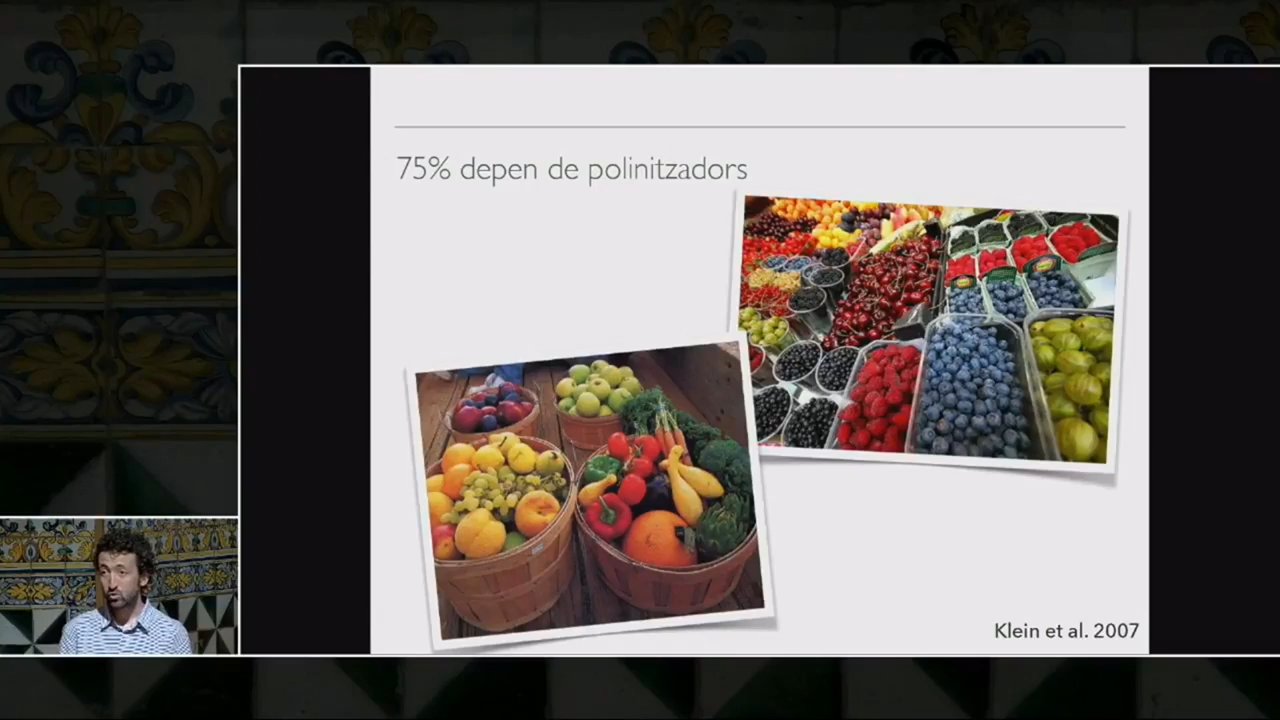 75% depen de polinitzadors
Klein et al. 2007